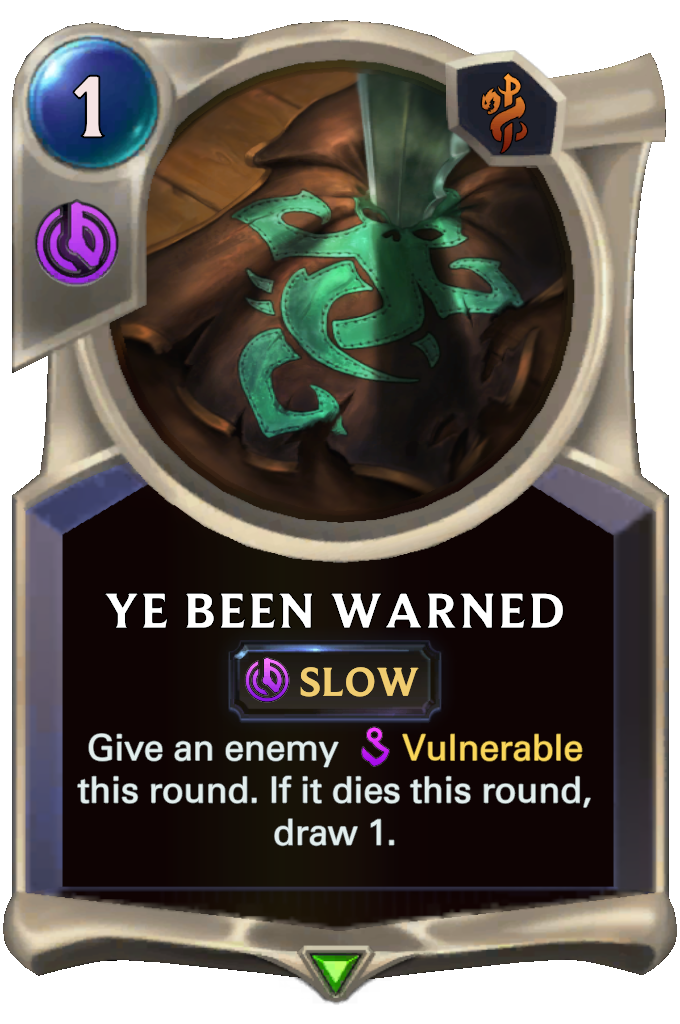 1
YE BEEN WARNED
SLOW
Give an enemy Vulnerable
this round. If it dies this round,
draw 1.